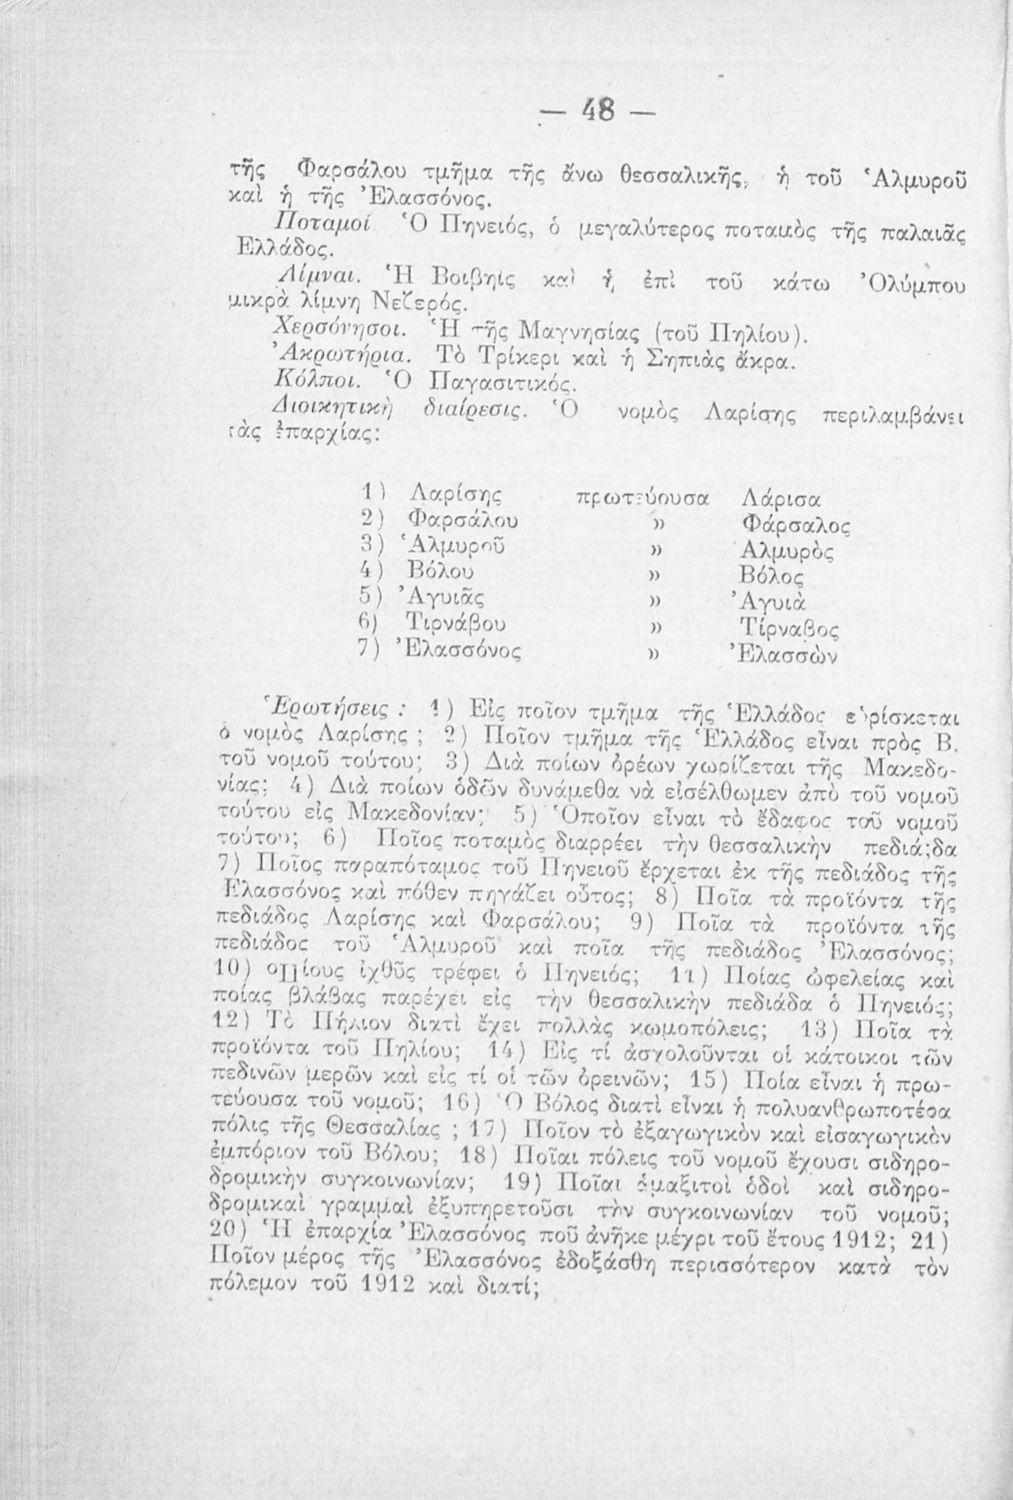 — 48 —
τῆς Φαρσάλου τμῆμα τῆς ἄνω θεσσαλικῆς, ἡ τοῦ Ἁλμυροῦ
καὶ ἡ τῆς Ἐλασσόνος.
Ποταμοί Ὁ Πηνειός, ὁ μεγαλύτερος ποταμὸς τῆς παλαιᾶς
Ἑλλάδος.
Λίμναι. Ἡ Βοιβηὶς καὶ ἡ ἐπὶ τοῦ κάτω Ὀλύμπου
μικρὰ λίμνη Νεζερός.
Χερσόνησοι. Ἡ τῆς Μαγνησίας (τοῦ Πηλίου).
Ἀκρωτήρια. Τὸ Τρίκερι καὶ ἡ Σηπιὰς ἄκρα.
Κόλποι. Ὁ Παγασιτικός.
Διοικητικὴ διαίρεσις. Ὁ νομὸς Λαρίσης περιλαμβάνει
τὰς ἐπαρχίας:
1) Λαρίσης πρωτεύουσα Λάρισα
2) Φαρσάλου » Φάρσαλος
3) Ἁλμυροῦ » Αλμυρὸς
4) Βόλου » Βόλος
5) Ἀγυιᾶς » Ἀγυιὰ
6) Τιρνάβου » Τίρναβος
7) Ἐλασσόνος » Ἐλασσὼν
Ἐρωτήσεις : 1) Εἰς ποῖον τμῆμα τῆς Ἑλλάδος εὑρίσκεται
ὁ νομὸς Λαρίσης ; 2) Ποῖον τμῆμα τῆς Ἑλλάδος εἶναι πρὸς Β.
τοῦ νομοῦ τούτου; 3) Διὰ ποίων ὀρέων χωρίζεται τῆς Μακεδο-
νίας; 4) Διὰ ποίων ὁδῶν δυνάμεθα νὰ εἰσέλθωμεν ἀπὸ τοῦ νομοῦ
τούτου εἰς Μακεδονίαν; 5) Ὁποῖον εἶναι τὸ ἔδαφος τοῦ νομοῦ
τούτου; 6) Ποῖος ποταμὸς διαρρέει τὴν θεσσαλικὴν πεδιά;δα
7) Ποῖος παραπόταμος τοῦ Πηνειοῦ ἔρχεται ἐκ τῆς πεδιάδος τῆς
Ἐλασσόνος καὶ πόθεν πηγάζει οὗτος; 8) Ποῖα τὰ προϊόντα τῆς
πεδιάδος Λαρίσης καὶ Φαρσάλου; 9) Ποῖα τὰ προϊόντα τῆς
πεδιάδος τοῦ Ἁλμυροῦ καὶ ποῖα τῆς πεδιάδος Ἐλασσόνος;
10) οΠίους ἰχθῦς τρέφει ὁ Πηνειός; 11) Ποίας ὠφελείας καὶ
ποίας βλάβας παρέχει εἰς τὴν θεσσαλικὴν πεδιάδα ὁ Πηνειός;
12) Τὸ Πήλιον διατὶ ἔχει πολλὰς κωμοπόλεις; 13) Ποῖα τὰ
προϊόντα τοῦ Πηλίου; 14) Εἰς τί ἀσχολοῦνται οἱ κάτοικοι τῶν
πεδινῶν μερῶν καὶ εἰς τί οἱ τῶν ὀρεινῶν; 15) Ποία εἶναι ἡ πρω-
τεύουσα τοῦ νομοῦ; 16) Ὁ Βόλος διατὶ εἶναι ἡ πολυανθρωποτέρα
πόλις τῆς Θεσσαλίας ; 17) Ποῖον τὸ ἐξαγωγικὸν καὶ εἰσαγωγικὸν
ἐμπόριον τοῦ Βόλου; 18) Ποῖαι πόλεις τοῦ νομοῦ ἔχουσι σιδηρο-
δρομικὴν συγκοινωνίαν; 19) Ποῖαι ἁμαξιτοὶ ὁδοὶ καὶ σιδηρο-
δρομικαὶ γραμμαὶ ἐξυπηρετοῦσι τὴν συγκοινωνίαν τοῦ νομοῦ;
20) Ἡ ἐπαρχία Ἐλασσόνος ποῦ ἀνῆκε μέχρι τοῦ ἔτους 1912; 21)
Ποῖον μέρος τῆς Ἐλασσόνος ἐδοξάσθη περισσότερον κατὰ τὸν
πόλεμον τοῦ 1912 καὶ διατί;